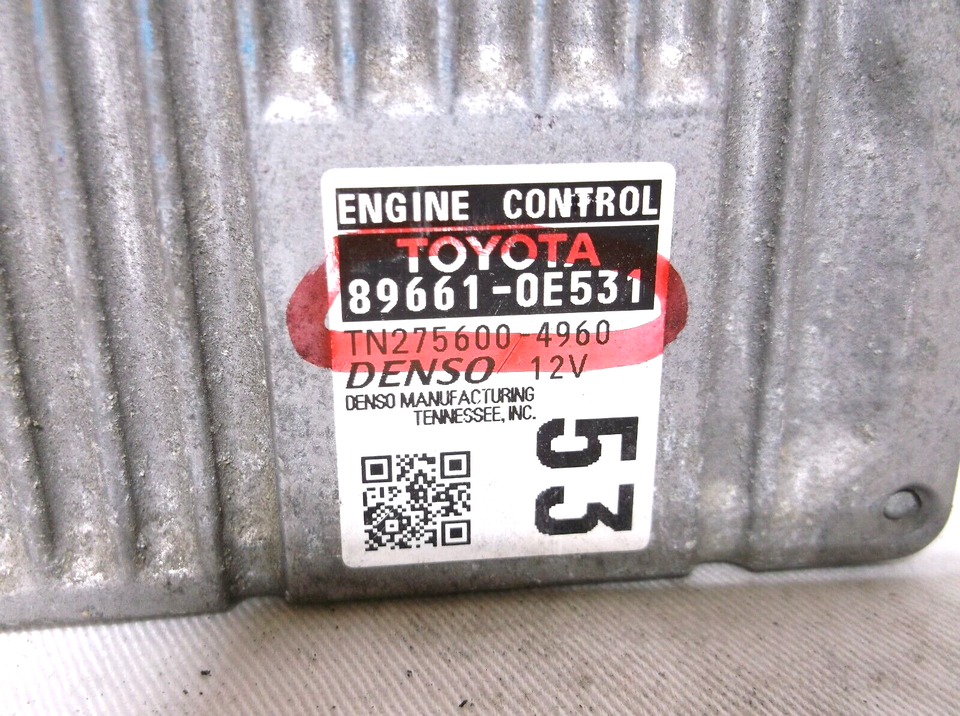 ENGINE CONTROL
TOYOTA
89661-0E531
TN275600-4960
DENSO 12V
DENSO MANUFACTURING
TENNESSEE, INC.
53